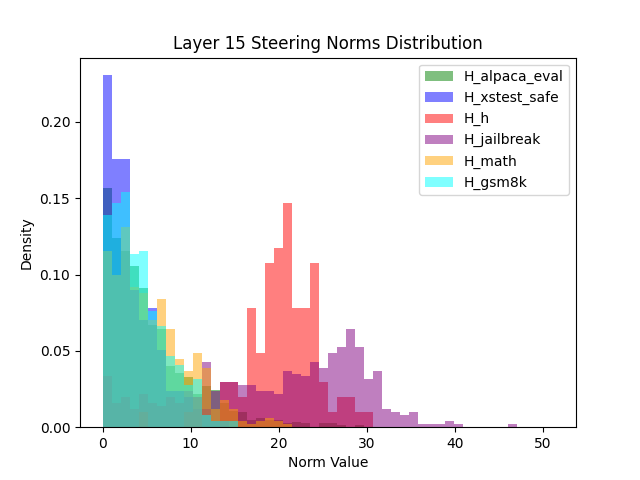 Layer 15 Steering Norms Distribution
H_alpaca_eval
H_xstest_safe
H_h
H_jailbreak
H_math
H_gsm8k
0.20
0.15
0.10
0.05
0.00
Density
0 10 20 30 40 50
Norm Value